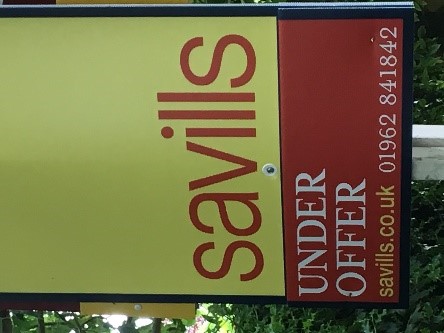 savills
UNDER
OFFER
savills.co.uk 01962 841842